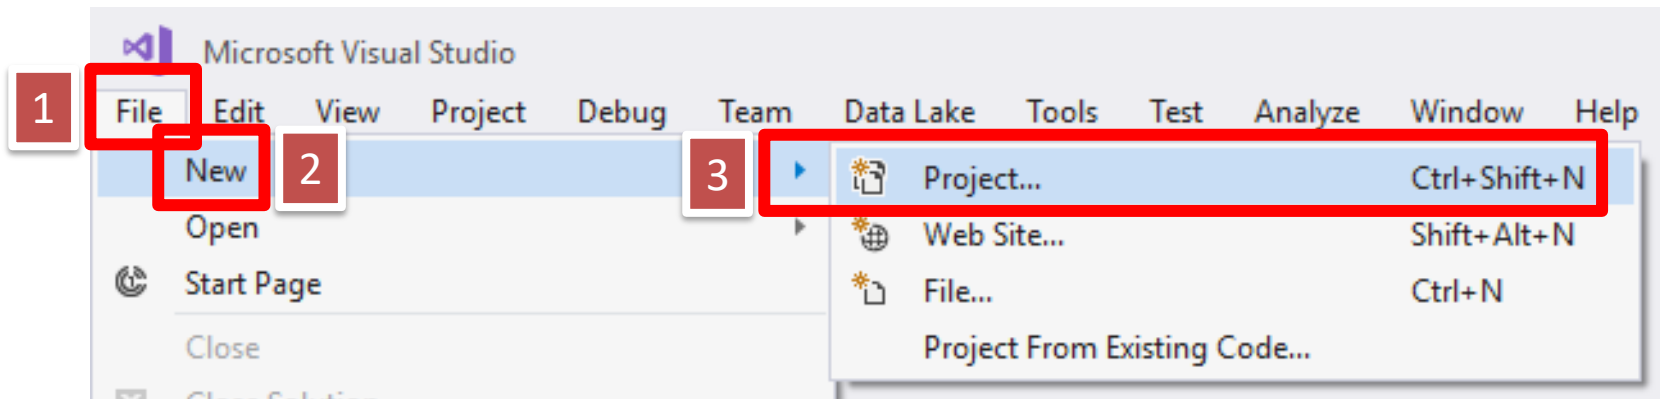 Microsoft Visual Studio
1
File Edit View Project Debug Team Data Lake Tools Test Analyze Window Help
New 2 3 Project... Ctrl+Shift+N
Open Web Site... Shift+Alt+N
Start Page File... Ctrl+N
Close Project From Existing Code...